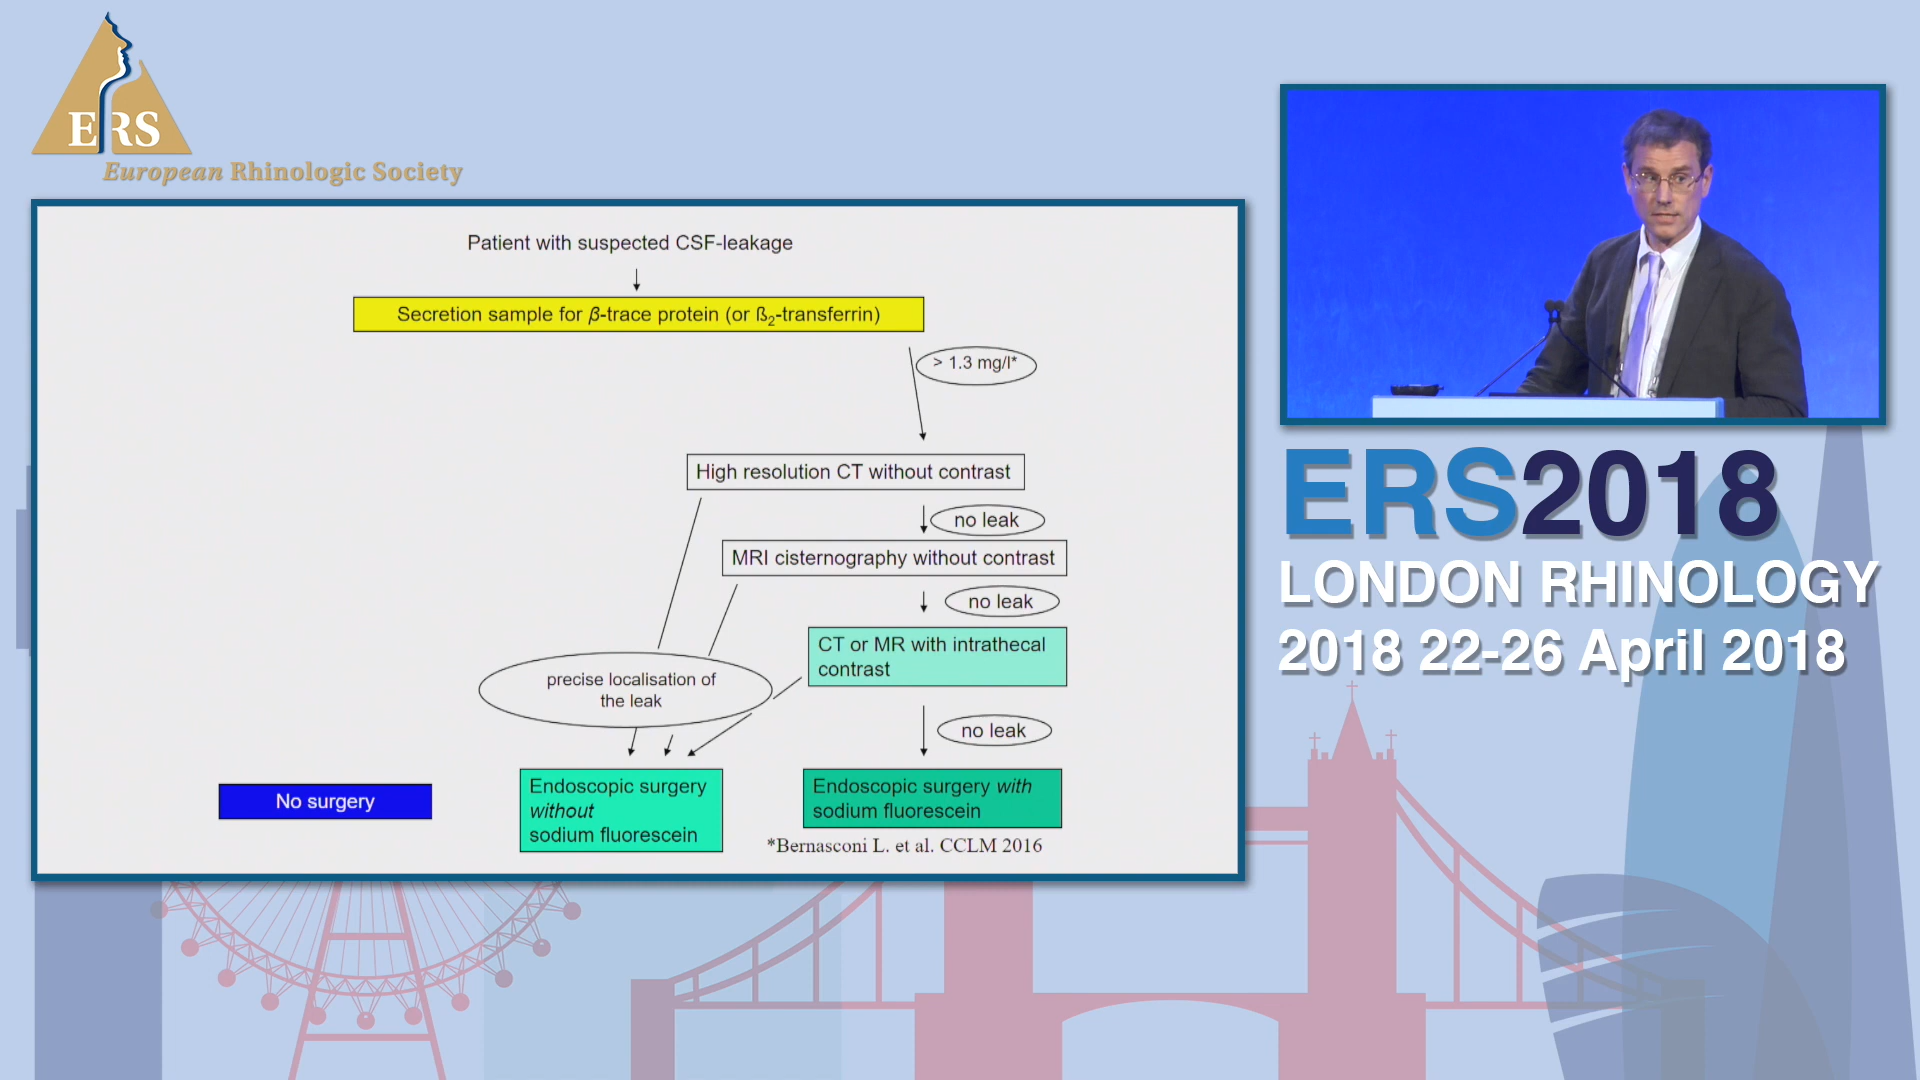 ERS
European Rhinologic Society
Patient with suspected CSF-leakage
Secretion sample for β-trace protein (or ß₂-transferrin)
> 1.3 mg/l*
High resolution CT without contrast
no leak
MRI cisternography without contrast
no leak
CT or MR with intrathecal
contrast
precise localisation of
the leak
no leak
No surgery
Endoscopic surgery
without
sodium fluorescein
Endoscopic surgery with
sodium fluorescein
*Bernasconi L. et al. CCLM 2016
ERS2018
LONDON RHINOLOGY
2018 22-26 April 2018